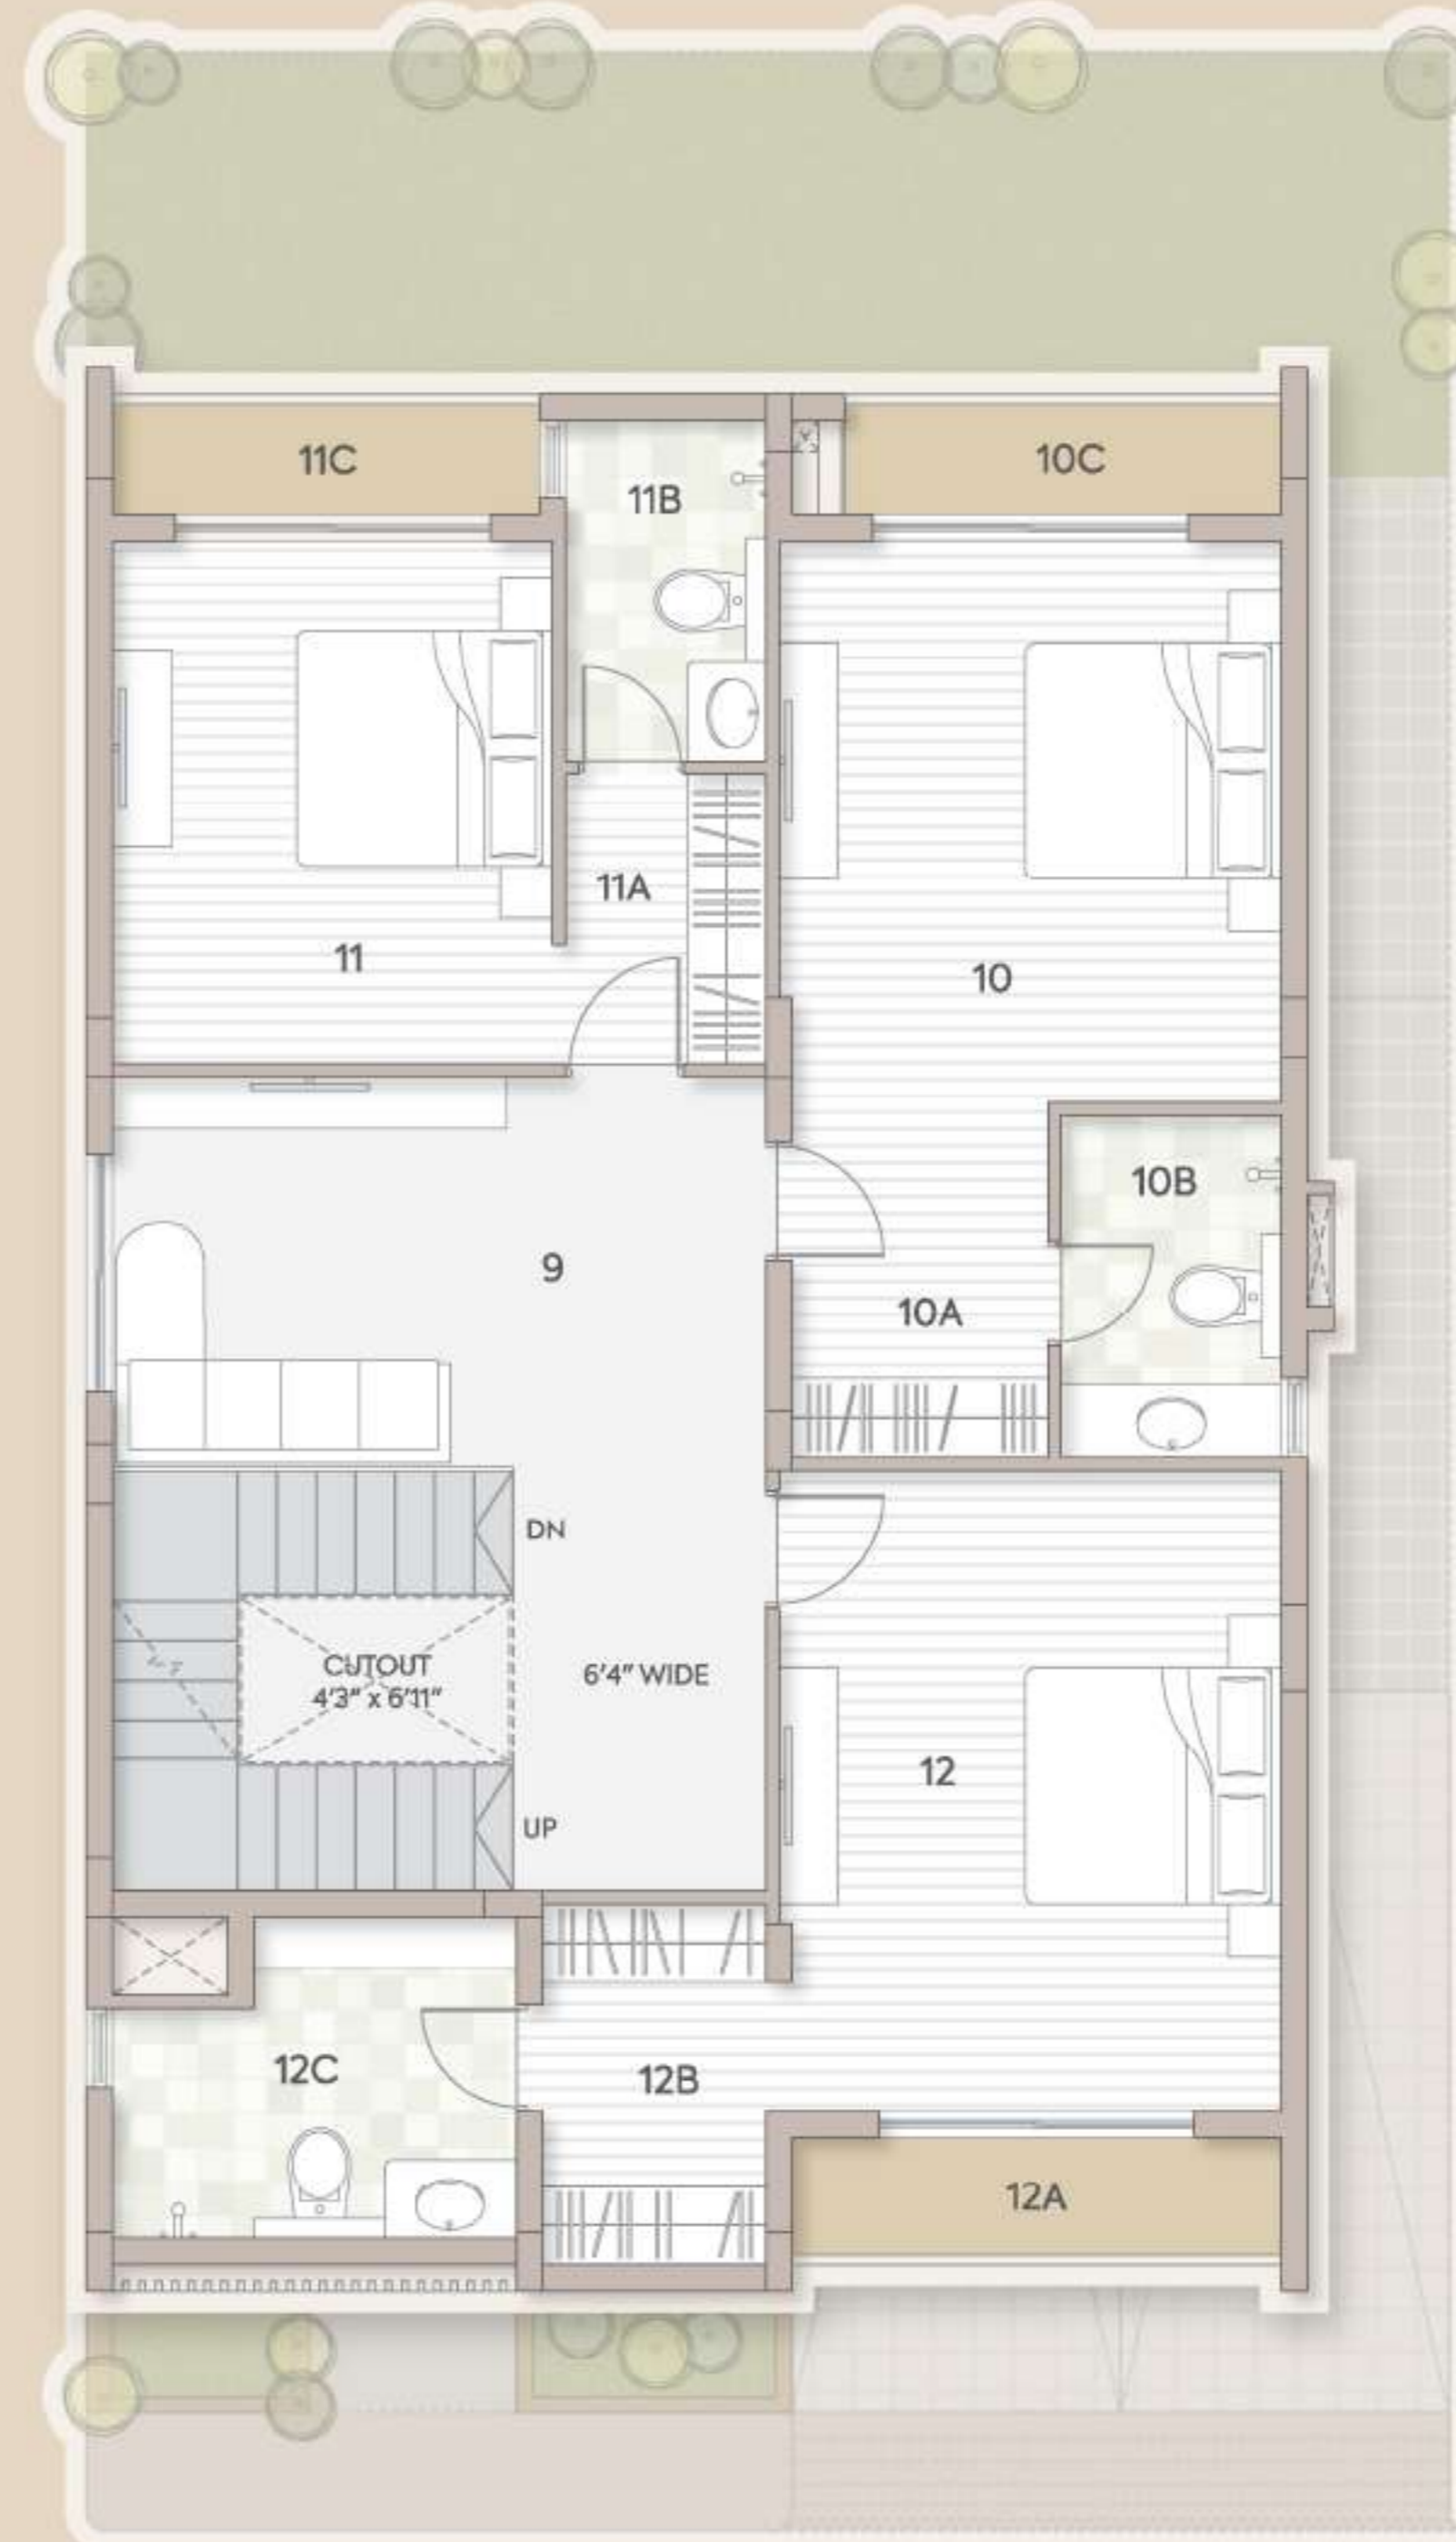 11C
10C
11B
11A
11
10
10B
9
10A
DN
CUTOUT
4'3" x 6'11"
6'4" WIDE
12
UP
12C
12B
12A